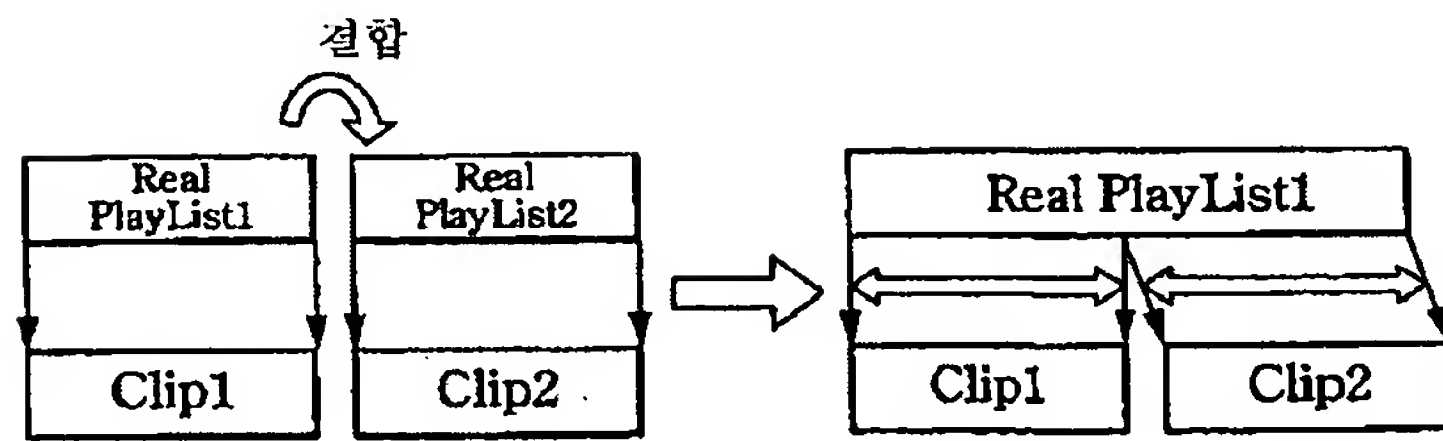 결합
Real
PlayList1
Real
PlayList2
Real PlayList1
Clip1
Clip2
Clip1
Clip2